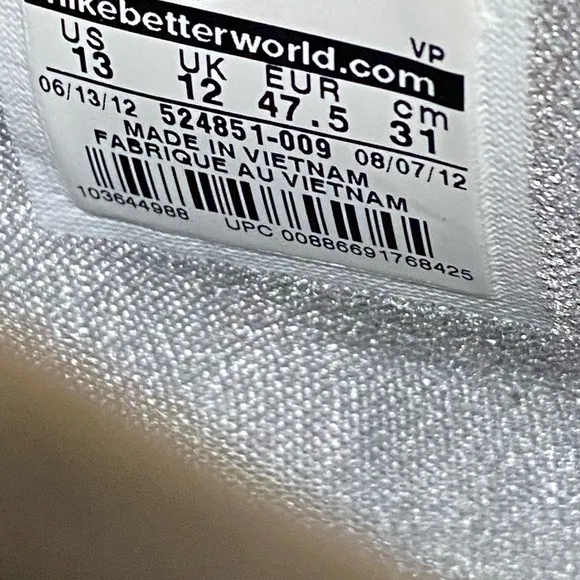 nikebetterworld.com
VP
US UK EUR cm
13 12 47.5 31
06/13/12 524851-009 08/07/12
MADE IN VIETNAM
FABRIQUE AU VIETNAM
103644988 UPC 00886691768425